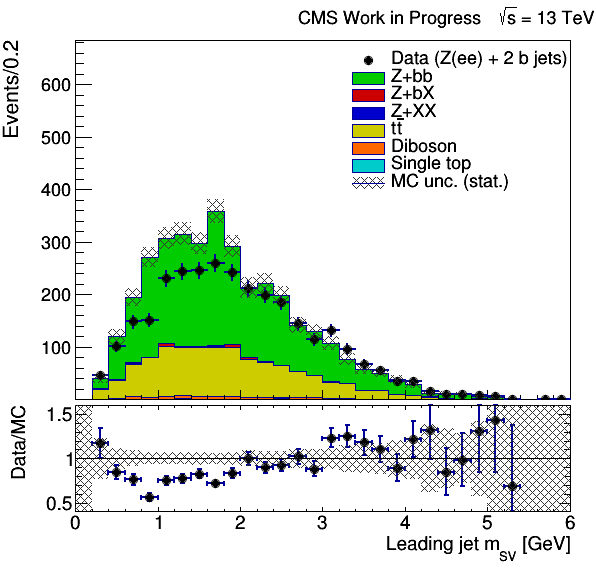 CMS Work in Progress √s = 13 TeV
Events/0.2
600
500
400
300
200
100
Data (Z(ee) + 2 b jets)
Z+bb
Z+bX
Z+XX
tt̄
Diboson
Single top
MC unc. (stat.)
Data/MC
1.5
1
0.5
0 1 2 3 4 5 6
Leading jet m_SV [GeV]